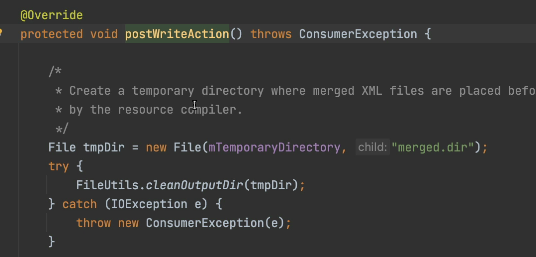 @Override
protected void postWriteAction() throws ConsumerException {
/*
* Create a temporary directory where merged XML files are placed
* by the resource compiler.
*/
File tmpDir = new File(mTemporaryDirectory, child: "merged.dir");
try {
FileUtils.cleanOutputDir(tmpDir);
} catch (IOException e) {
throw new ConsumerException(e);
}